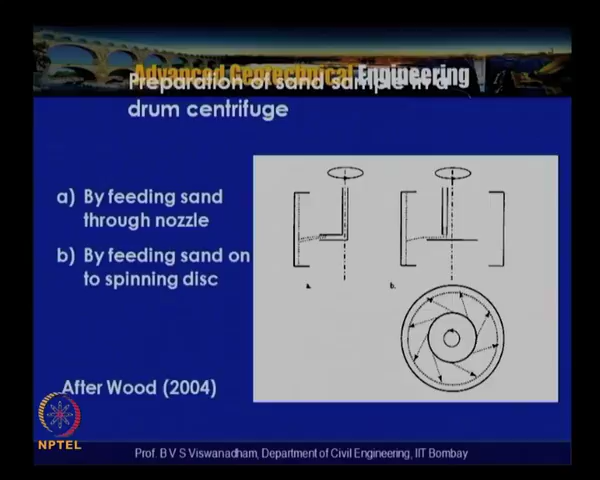 Advanced Geotechnical Engineering
Preparation of sand sample in a
drum centrifuge
a) By feeding sand
through nozzle
b) By feeding sand on
to spinning disc
a.
b.
After Wood (2004)
NPTEL
Prof. B V S Viswanadham, Department of Civil Engineering, IIT Bombay